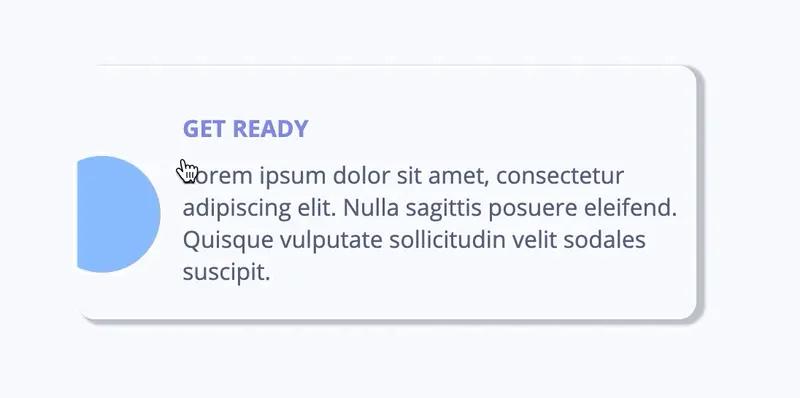 GET READY
Lorem ipsum dolor sit amet, consectetur
adipiscing elit. Nulla sagittis posuere eleifend.
Quisque vulputate sollicitudin velit sodales
suscipit.